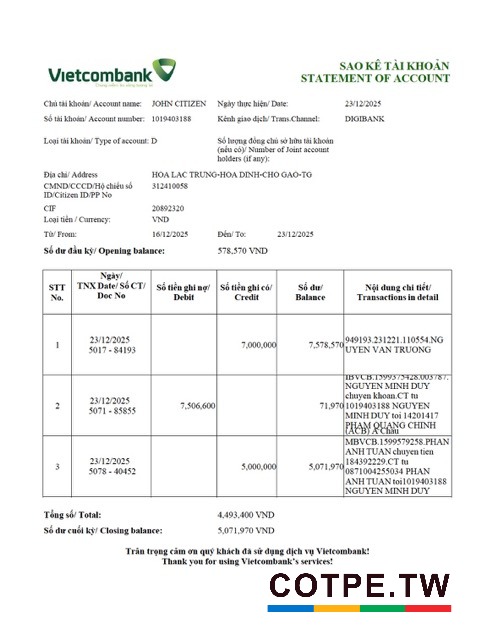 Vietcombank
SAO KÊ TÀI KHOẢN
STATEMENT OF ACCOUNT
Chủ tài khoản/ Account name: JOHN CITIZEN
Ngày thực hiện/ Date: 23/12/2025
Số tài khoản/ Account number: 1019403188
Kênh giao dịch/ Trans.Channel: DIGIBANK
Loại tài khoản/ Type of account: D
Số lượng đồng chủ sở hữu tài khoản
(nếu có)/ Number of Joint account
holders (if any):
Địa chỉ/ Address HOA LAC TRUNG-HOA DINH-CHO GAO-TG
CMND/CCCD/Hộ chiếu số 312410058
ID/Citizen ID/PP No
CIF 20892320
Loại tiền / Currency: VND
Từ/ From: 16/12/2025 Đến/ To: 23/12/2025
Số dư đầu kỳ/ Opening balance: 578,570 VND
STT
No.
Ngày/
TNX Date/ Số CT/
Doc No
Số tiền ghi nợ/
Debit
Số tiền ghi có/
Credit
Số dư/
Balance
Nội dung chi tiết/
Transactions in detail
1
23/12/2025
5017 - 84193
7,000,000
7,578,570
949193.231221.110554.NG
UYEN VAN TRUONG
2
23/12/2025
5071 - 85855
7,506,600
71,970
IBVCB.1599375428.003787.
NGUYEN MINH DUY
chuyen khoan.CT tu
1019403188 NGUYEN
MINH DUY toi 14201417
PHAM QUANG CHINH
(ACB) A Chau
3
23/12/2025
5078 - 40452
5,000,000
5,071,970
MBVCB.1599579258.PHAN
ANH TUAN chuyen tien
184392229.CT tu
0871004255034 PHAN
ANH TUAN toi1019403188
NGUYEN MINH DUY
Tổng số/ Total: 4,493,400 VND
Số dư cuối kỳ/ Closing balance: 5,071,970 VND
Trân trọng cảm ơn quý khách đã sử dụng dịch vụ Vietcombank!
Thank you for using Vietcombank's services!
COTPE.TW